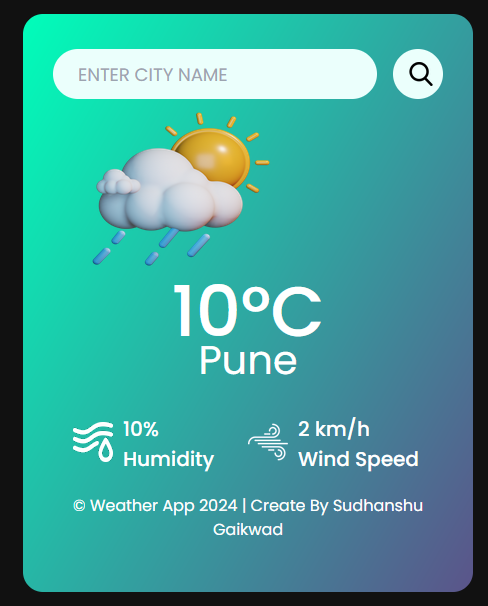 ENTER CITY NAME
10°C
Pune
10%
Humidity
2 km/h
Wind Speed
© Weather App 2024 | Create By Sudhanshu
Gaikwad